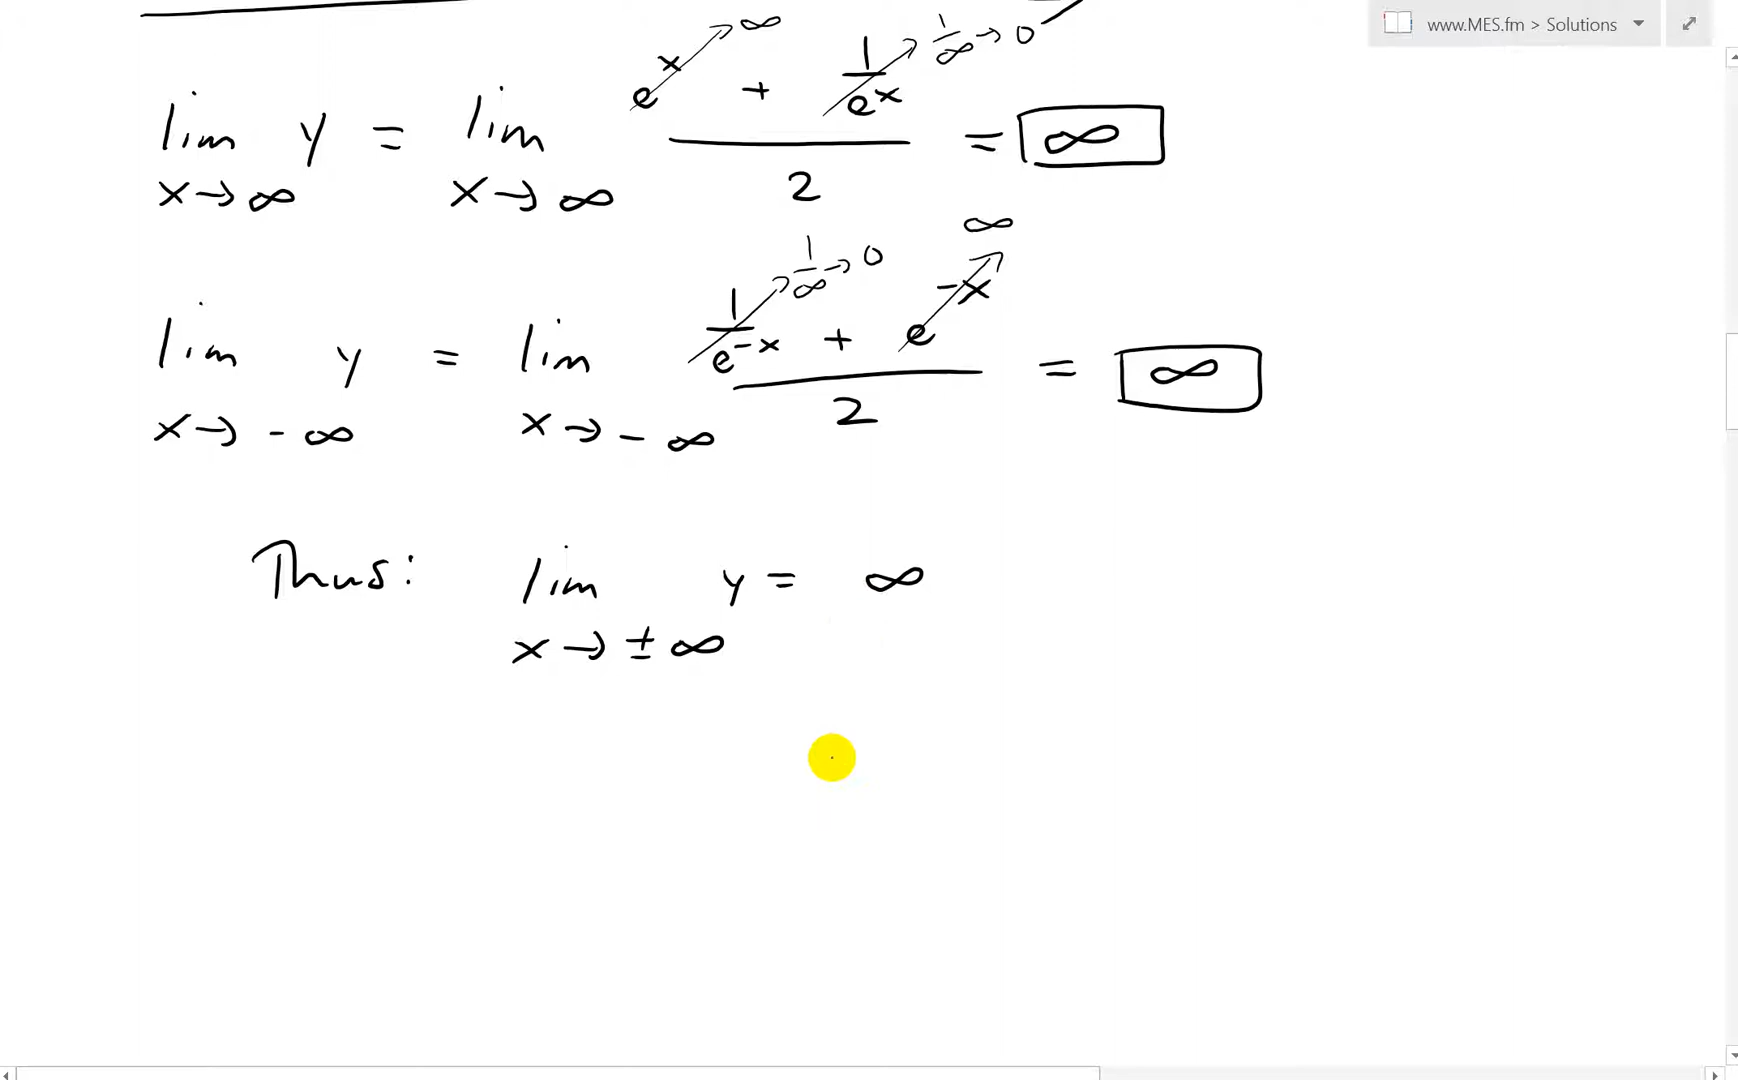 www.MES.fm > Solutions
lim y = lim (e^x → ∞ + 1/e^x → 1/∞ → 0)/2 = ∞
x → ∞ x → ∞
lim y = lim (1/e^-x → 1/∞ → 0 + e^-x → ∞)/2 = ∞
x → - ∞ x → - ∞
Thus: lim y = ∞
x → ± ∞